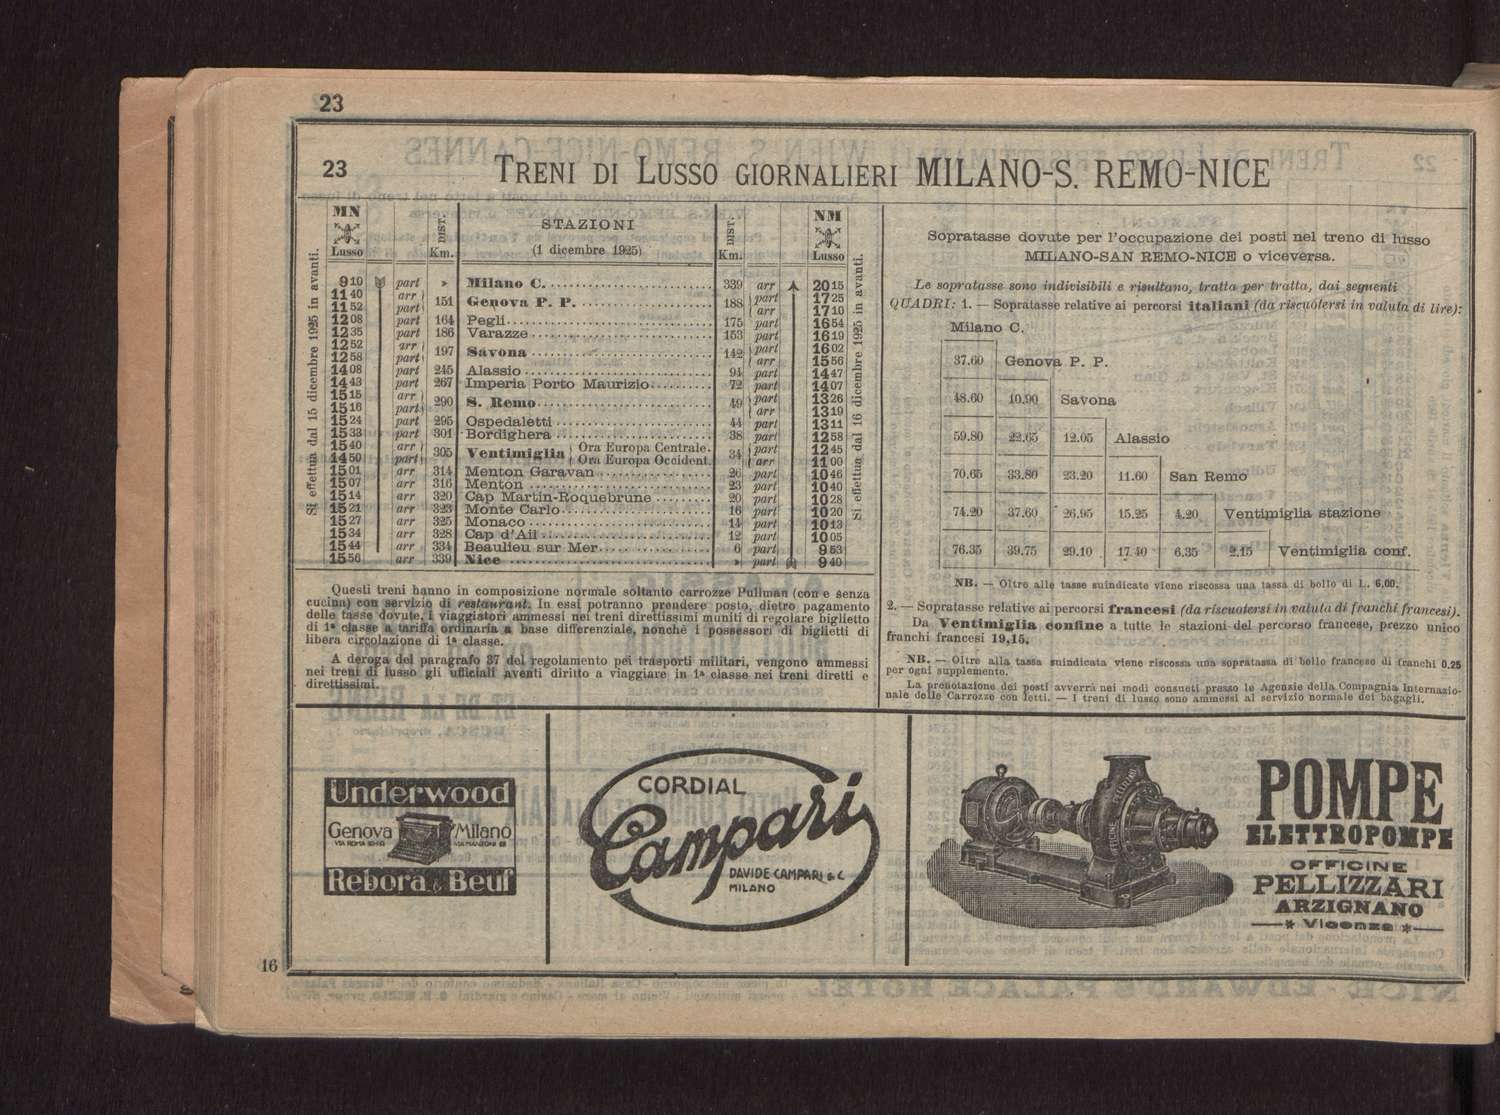 23
23 TRENI DI LUSSO GIORNALIERI MILANO-S. REMO-NICE
MN DIST. STAZIONI DIST. NM
Lusso Km. (1 dicembre 1925) Km. Lusso
Si effettua dal 15 dicembre 1925 in avanti.
9 10 part » Milano C. 339 arr 20 15
11 40 arr 151 Genova P. P. 188 part 17 25
11 52 part arr 17 10
12 08 part 164 Pegli 175 part 16 54
12 35 part 186 Varazze 153 part 16 19
12 52 arr 197 Savona 142 part 16 02
12 58 part arr 15 56
14 08 part 245 Alassio 94 part 14 47
14 43 part 267 Imperia Porto Maurizio 72 part 14 07
15 15 arr 290 S. Remo 49 part 13 26
15 16 part arr 13 19
15 24 part 295 Ospedaletti 44 part 13 11
15 33 part 301 Bordighera 38 part 12 58
15 40 arr 305 Ventimiglia Ora Europa Centrale. 34 part 12 45
14 50 part Ora Europa Occident. arr 11 00
15 01 arr 314 Menton Garavan 26 part 10 46
15 07 arr 316 Menton 23 part 10 40
15 14 arr 320 Cap Martin-Roquebrune 20 part 10 28
15 21 arr 323 Monte Carlo 16 part 10 20
15 27 arr 325 Monaco 14 part 10 13
15 34 arr 328 Cap d'Ail 12 part 10 05
15 44 arr 334 Beaulieu sur Mer 6 part 9 53
15 56 arr 339 Nice » part 9 40
Si effettua dal 16 dicembre 1925 in avanti.
Questi treni hanno in composizione normale soltanto carrozze Pullman (con e senza
cucina) con servizio di restaurant. In essi potranno prendere posto, dietro pagamento
delle tasse dovute, i viaggiatori ammessi nei treni direttissimi muniti di regolare biglietto
di 1ª classe a tariffa ordinaria a base differenziale, nonchè i possessori di biglietti di
libera circolazione di 1ª classe.
A deroga del paragrafo 37 del regolamento pei trasporti militari, vengono ammessi
nei treni di lusso gli ufficiali aventi diritto a viaggiare in 1ª classe nei treni diretti e
direttissimi.
Sopratasse dovute per l'occupazione dei posti nel treno di lusso
MILANO-SAN REMO-NICE o viceversa.
Le sopratasse sono indivisibili e risultano, tratta per tratta, dai seguenti
QUADRI: 1. — Sopratasse relative ai percorsi italiani (da riscuotersi in valuta di lire):
Milano C.
37.60 Genova P. P.
48.60 10.90 Savona
59.80 22.05 12.05 Alassio
70.65 33.80 23.20 11.60 San Remo
74.20 37.60 26.95 15.25 4.20 Ventimiglia stazione
76.35 39.75 29.10 17.40 6.35 2.15 Ventimiglia conf.
NB. — Oltre alle tasse suindicate viene riscossa una tassa di bollo di L. 6,00.
2. — Sopratasse relative ai percorsi francesi (da riscuotersi in valuta di franchi francesi).
Da Ventimiglia confine a tutte le stazioni del percorso francese, prezzo unico
franchi francesi 19,15.
NB. — Oltre alla tassa suindicata viene riscossa una sopratassa di bollo francese di franchi 0.25
per ogni supplemento.
La prenotazione dei posti avverrà nei modi consueti presso le Agenzie della Compagnia Internazio-
nale delle Carrozze con letti. — I treni di lusso sono ammessi al servizio normale dei bagagli.
Underwood
Genova Milano
VIA ROMA VIA MANZONI
Rebora & Beuf
CORDIAL
Campari
DAVIDE CAMPARI & C.
MILANO
POMPE
ELETTROPOMPE
OFFICINE
PELLIZZARI
ARZIGNANO
Vicenza
16